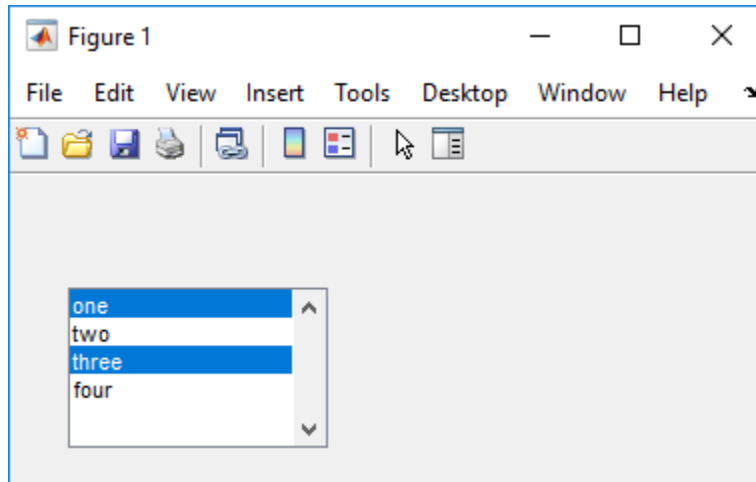 Figure 1
File Edit View Insert Tools Desktop Window Help
one
two
three
four